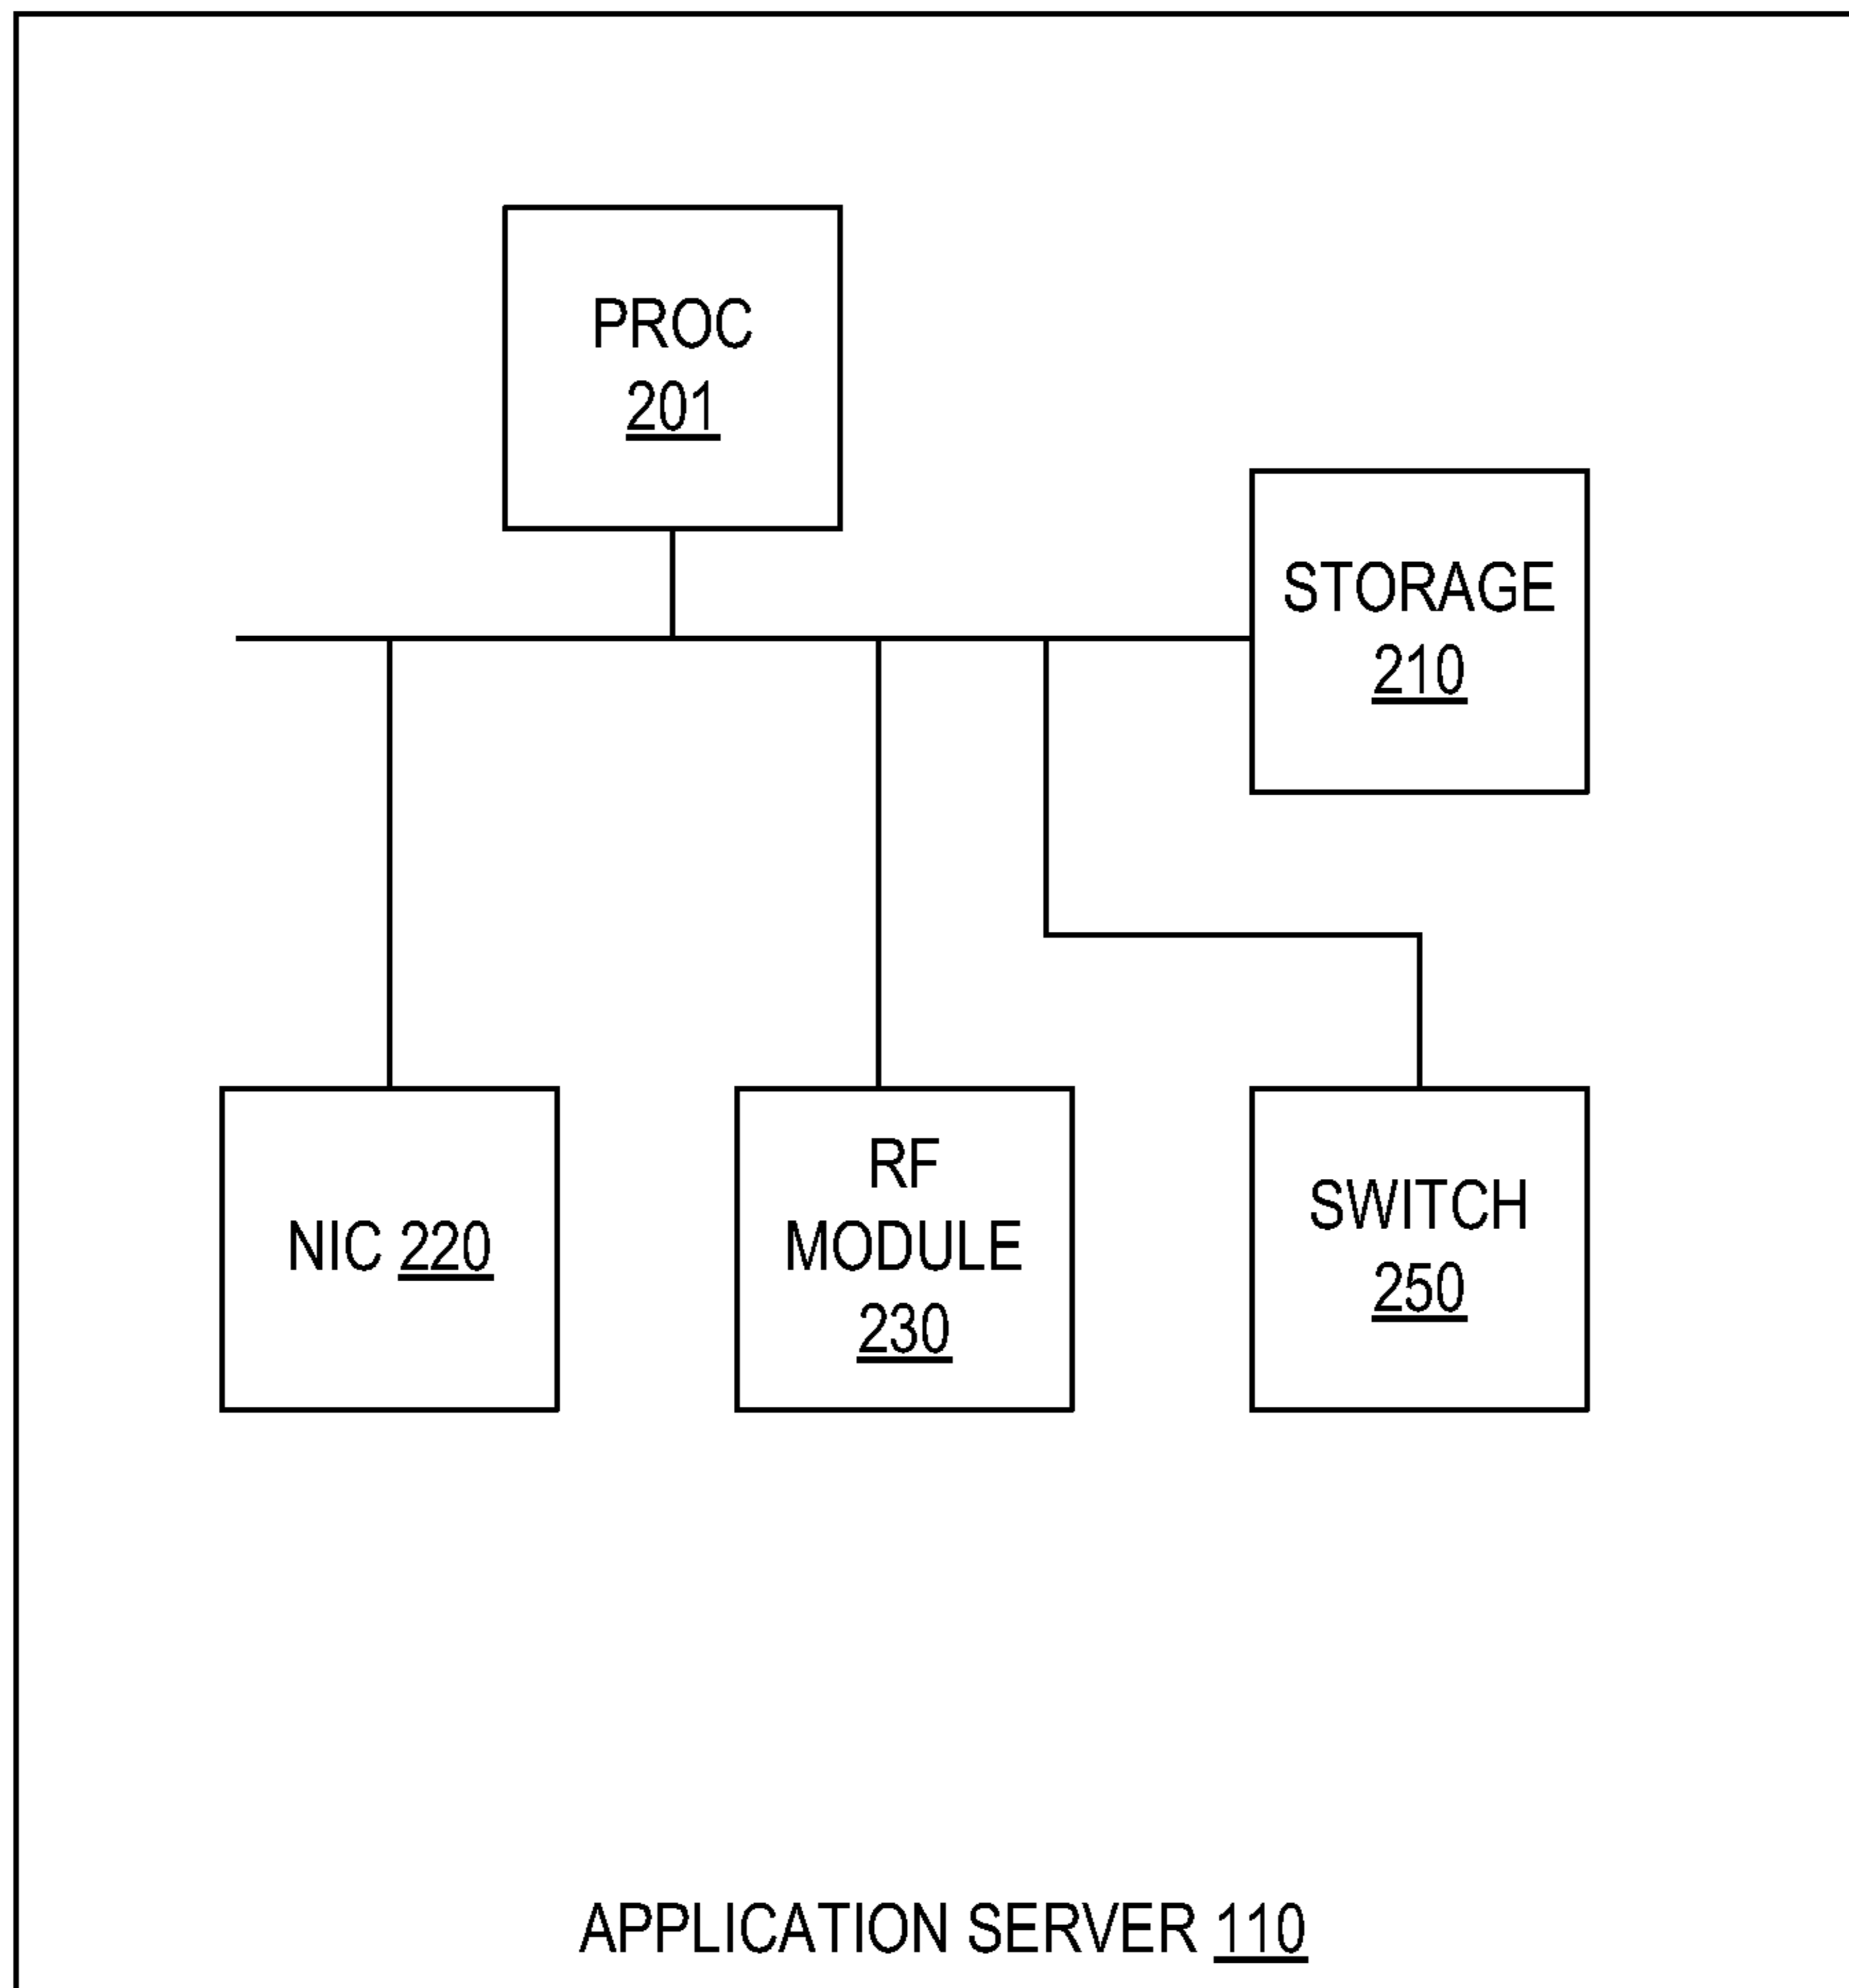 PROC
201
STORAGE
210
NIC 220
RF
MODULE
230
SWITCH
250
APPLICATION SERVER 110